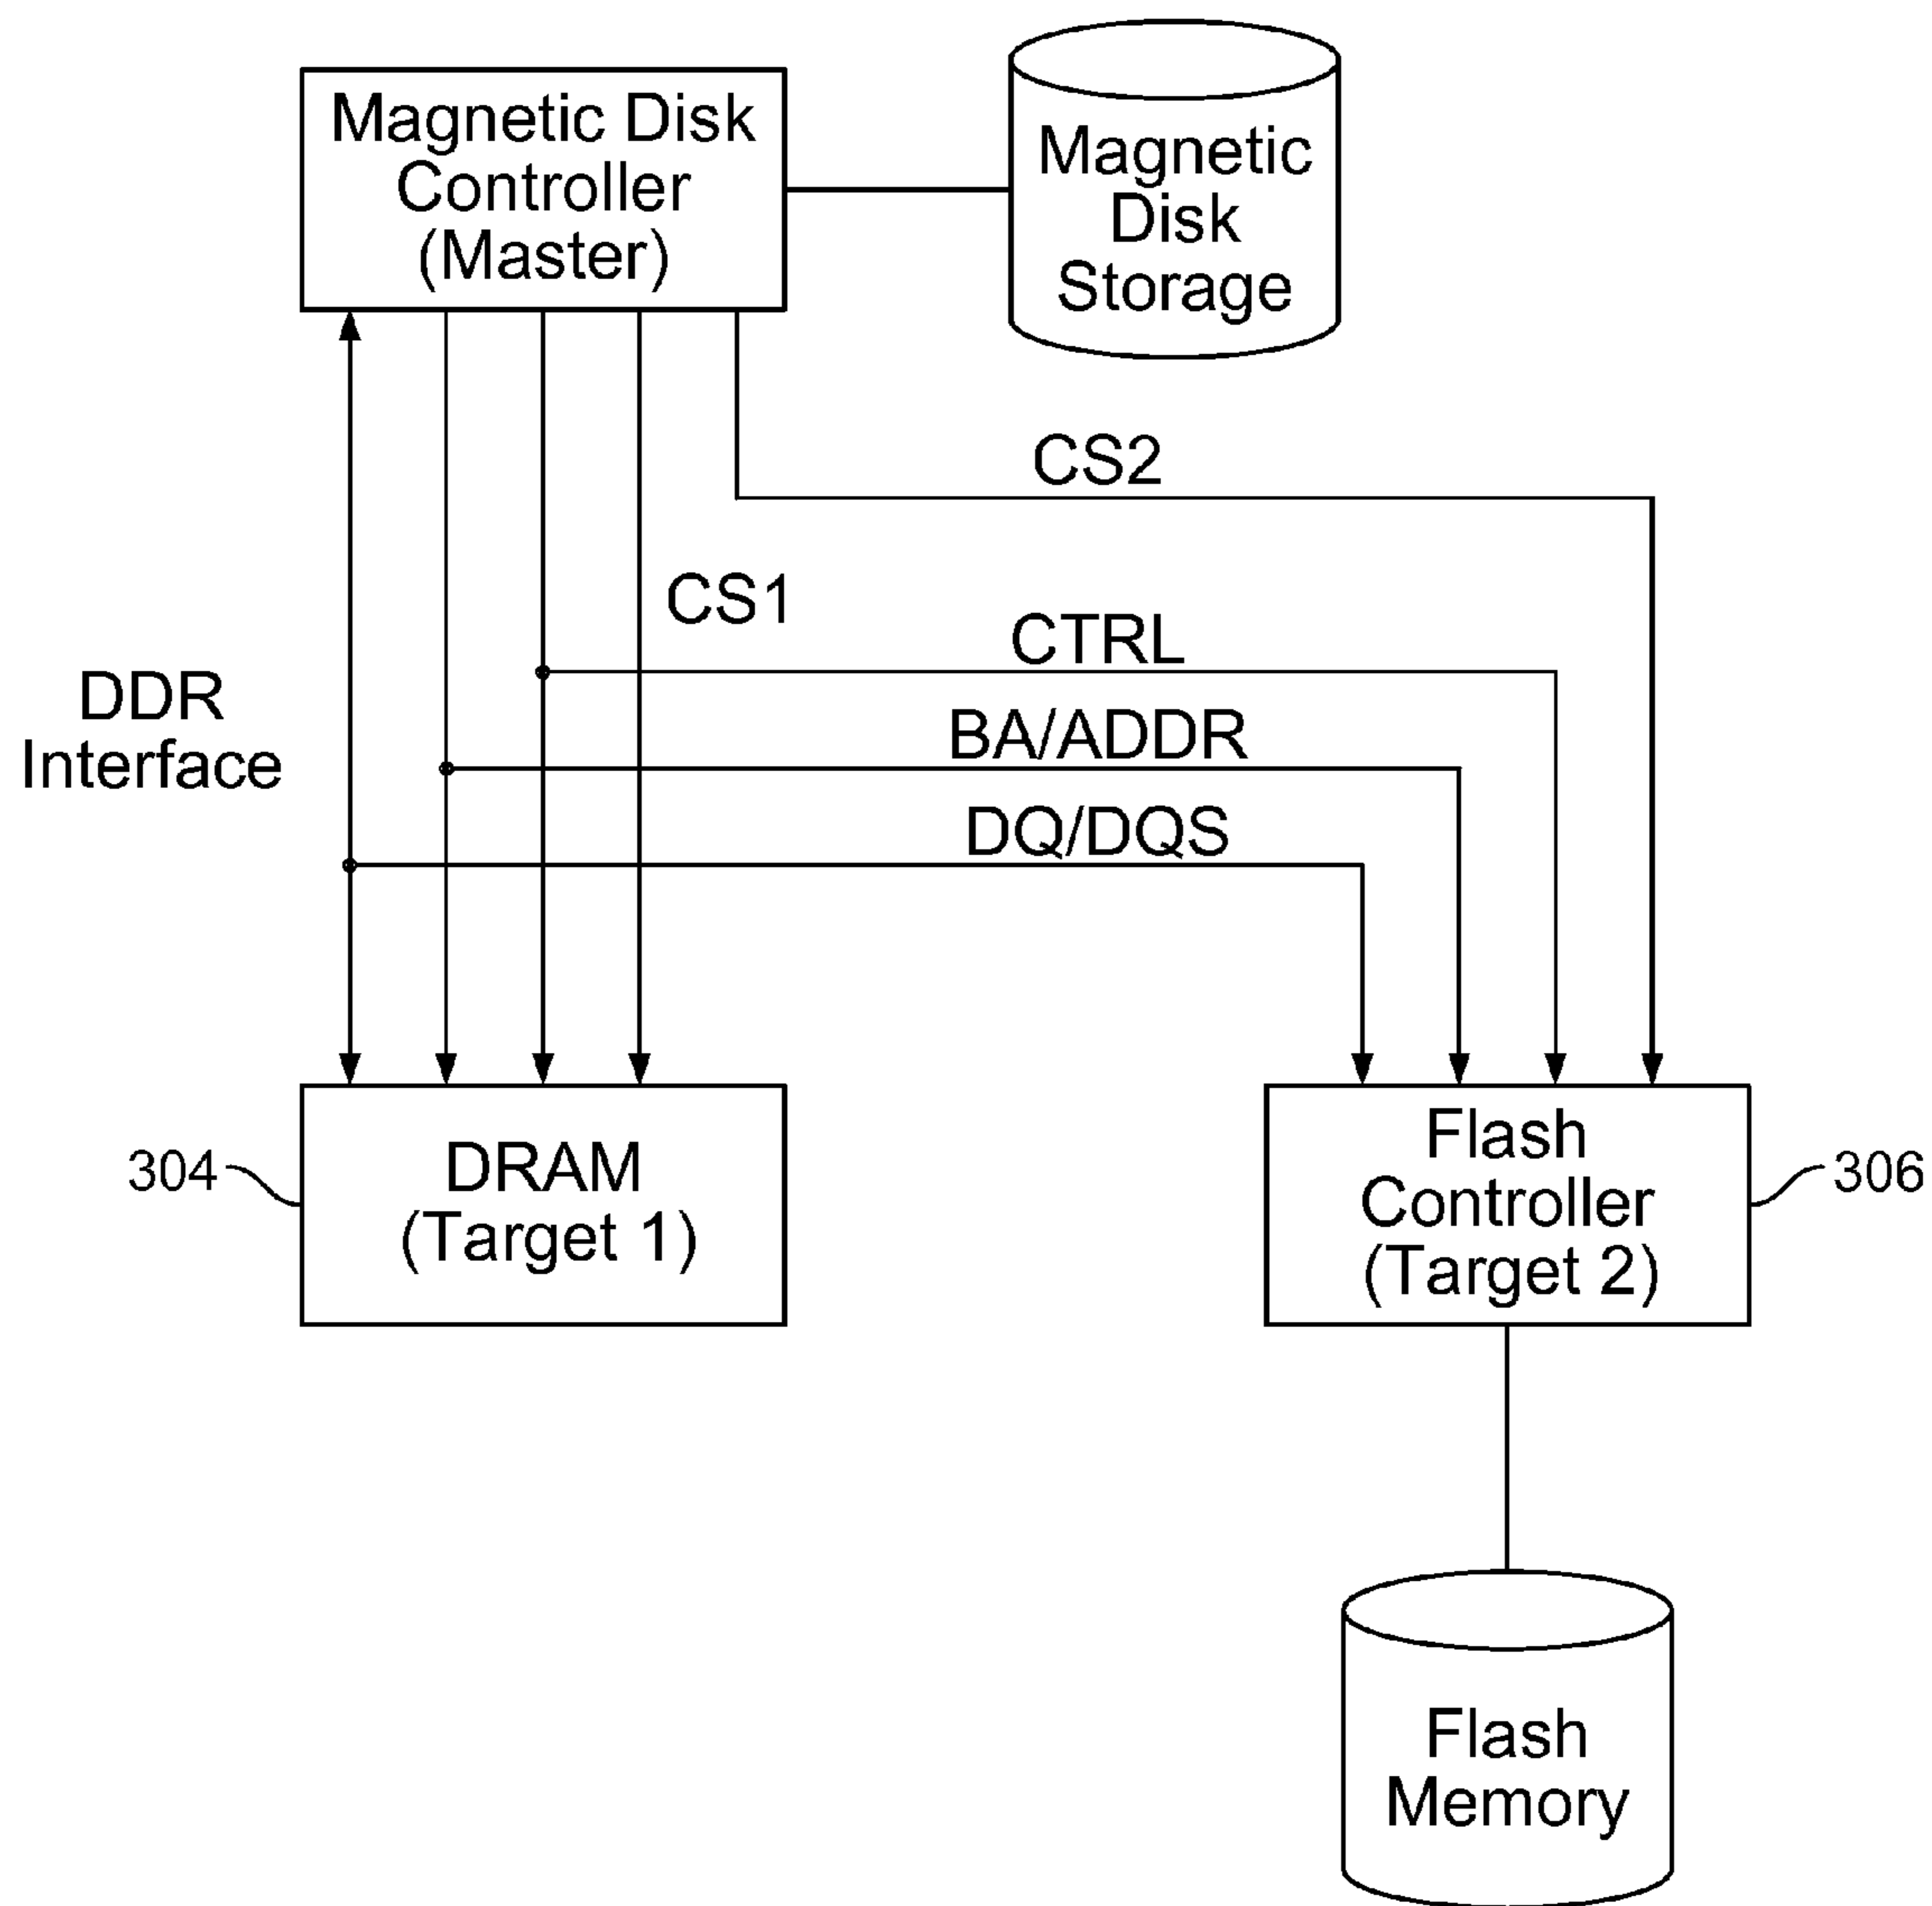 Magnetic Disk
Controller
(Master)
Magnetic
Disk
Storage
CS2
CS1
CTRL
DDR
Interface
BA/ADDR
DQ/DQS
304
DRAM
(Target 1)
Flash
Controller
(Target 2)
306
Flash
Memory